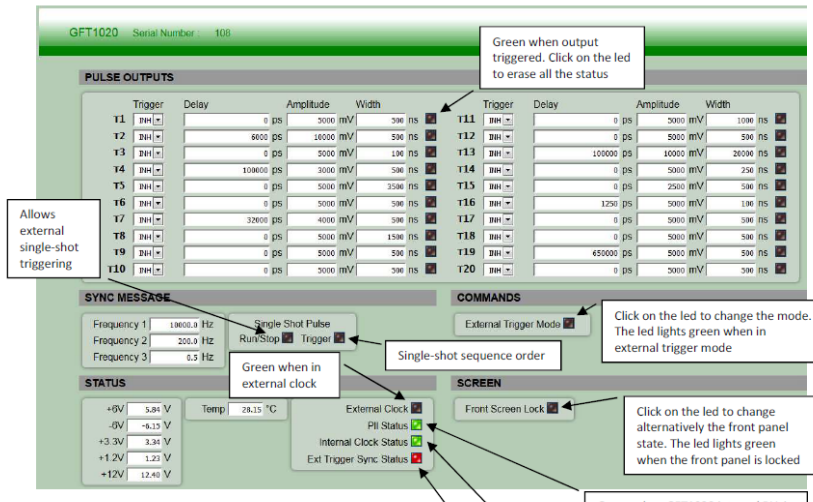 GFT1020 Serial Number : 108
Green when output
triggered. Click on the led
to erase all the status
PULSE OUTPUTS
Trigger Delay Amplitude Width Trigger Delay Amplitude Width
T1 INH 0 ps 5000 mV 500 ns T11 INH 0 ps 5000 mV 1000 ns
T2 INH 6000 ps 10000 mV 500 ns T12 INH 0 ps 5000 mV 500 ns
T3 INH 0 ps 5000 mV 100 ns T13 INH 100000 ps 10000 mV 20000 ns
T4 INH 100000 ps 3000 mV 500 ns T14 INH 0 ps 5000 mV 250 ns
T5 INH 0 ps 5000 mV 3500 ns T15 INH 0 ps 2500 mV 500 ns
T6 INH 0 ps 5000 mV 500 ns T16 INH 1250 ps 5000 mV 100 ns
T7 INH 32000 ps 4000 mV 500 ns T17 INH 0 ps 5000 mV 500 ns
T8 INH 0 ps 5000 mV 1500 ns T18 INH 0 ps 5000 mV 500 ns
T9 INH 0 ps 5000 mV 500 ns T19 INH 650000 ps 5000 mV 500 ns
T10 INH 0 ps 5000 mV 500 ns T20 INH 0 ps 5000 mV 500 ns
Allows
external
single-shot
triggering
SYNC MESSAGE
Frequency 1 10000.0 Hz
Frequency 2 200.0 Hz
Frequency 3 0.5 Hz
Single Shot Pulse
Run/Stop Trigger
COMMANDS
External Trigger Mode
Click on the led to change the mode.
The led lights green when in
external trigger mode
Single-shot sequence order
Green when in
external clock
STATUS
+6V 5.84 V
-6V -6.15 V
+3.3V 3.34 V
+1.2V 1.23 V
+12V 12.40 V
Temp 28.15 °C
External Clock
Pll Status
Internal Clock Status
Ext Trigger Sync Status
SCREEN
Front Screen Lock
Click on the led to change
alternatively the front panel
state. The led lights green
when the front panel is locked